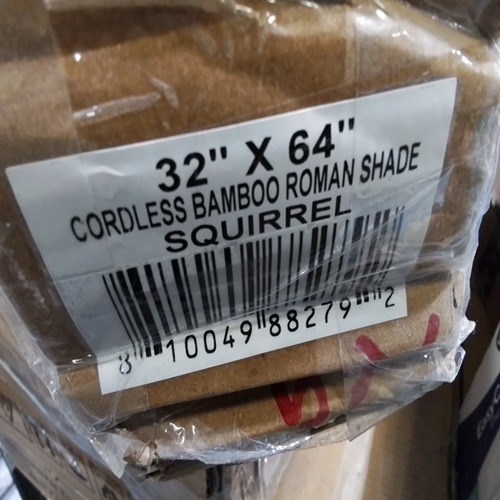 32" X 64"
CORDLESS BAMBOO ROMAN SHADE
SQUIRREL
8 10049 88279 2